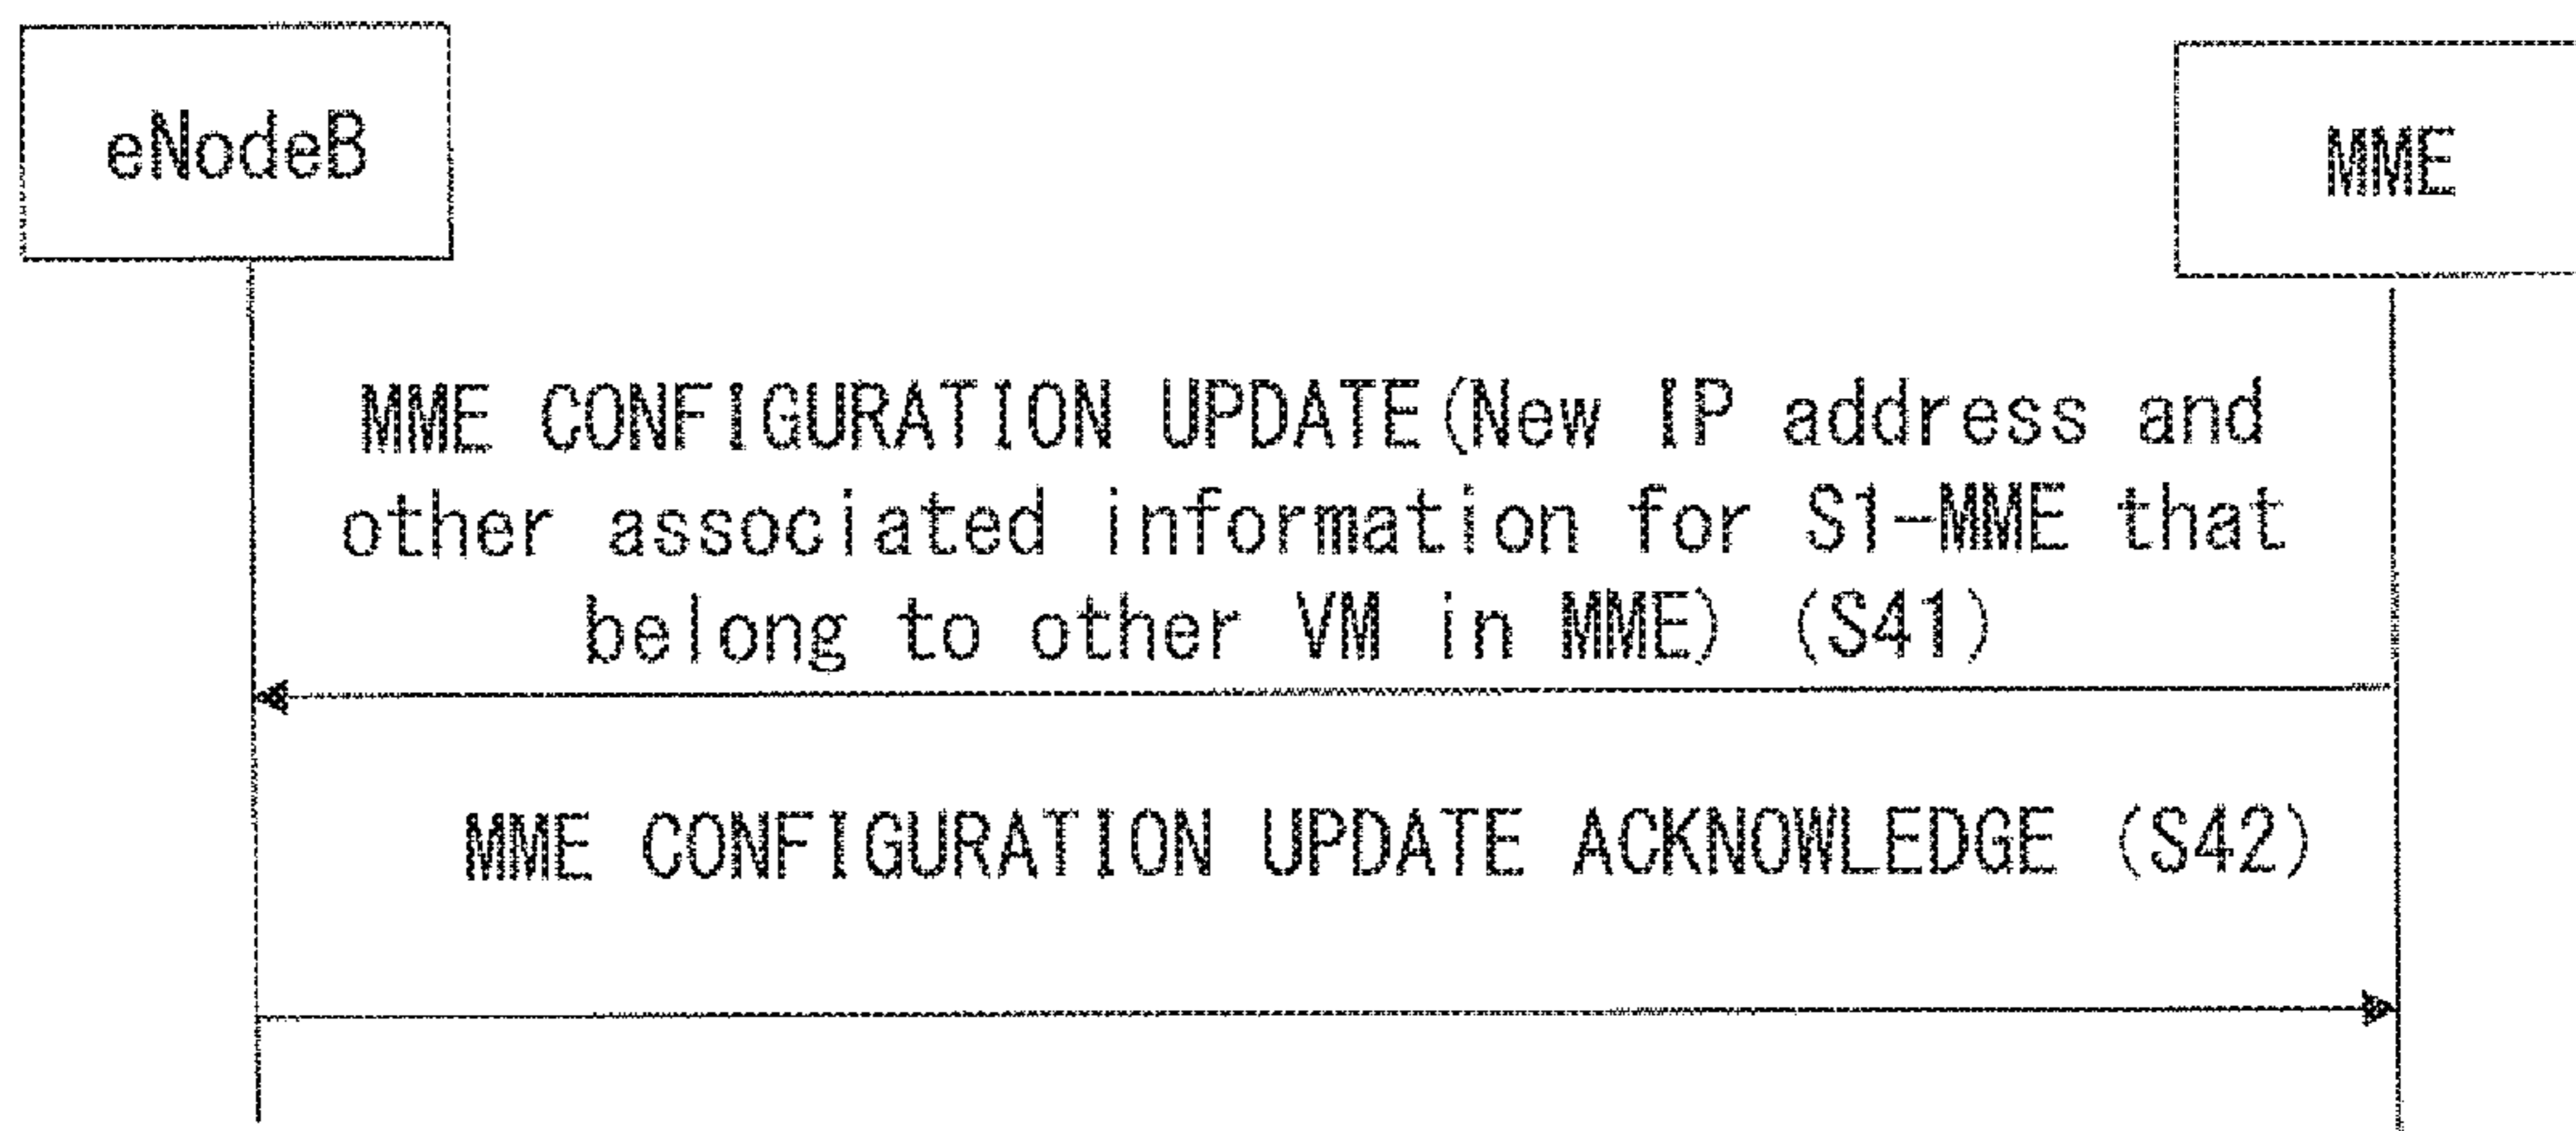 eNodeB
MME
MME CONFIGURATION UPDATE(New IP address and
other associated information for S1-MME that
belong to other VM in MME) (S41)
MME CONFIGURATION UPDATE ACKNOWLEDGE (S42)